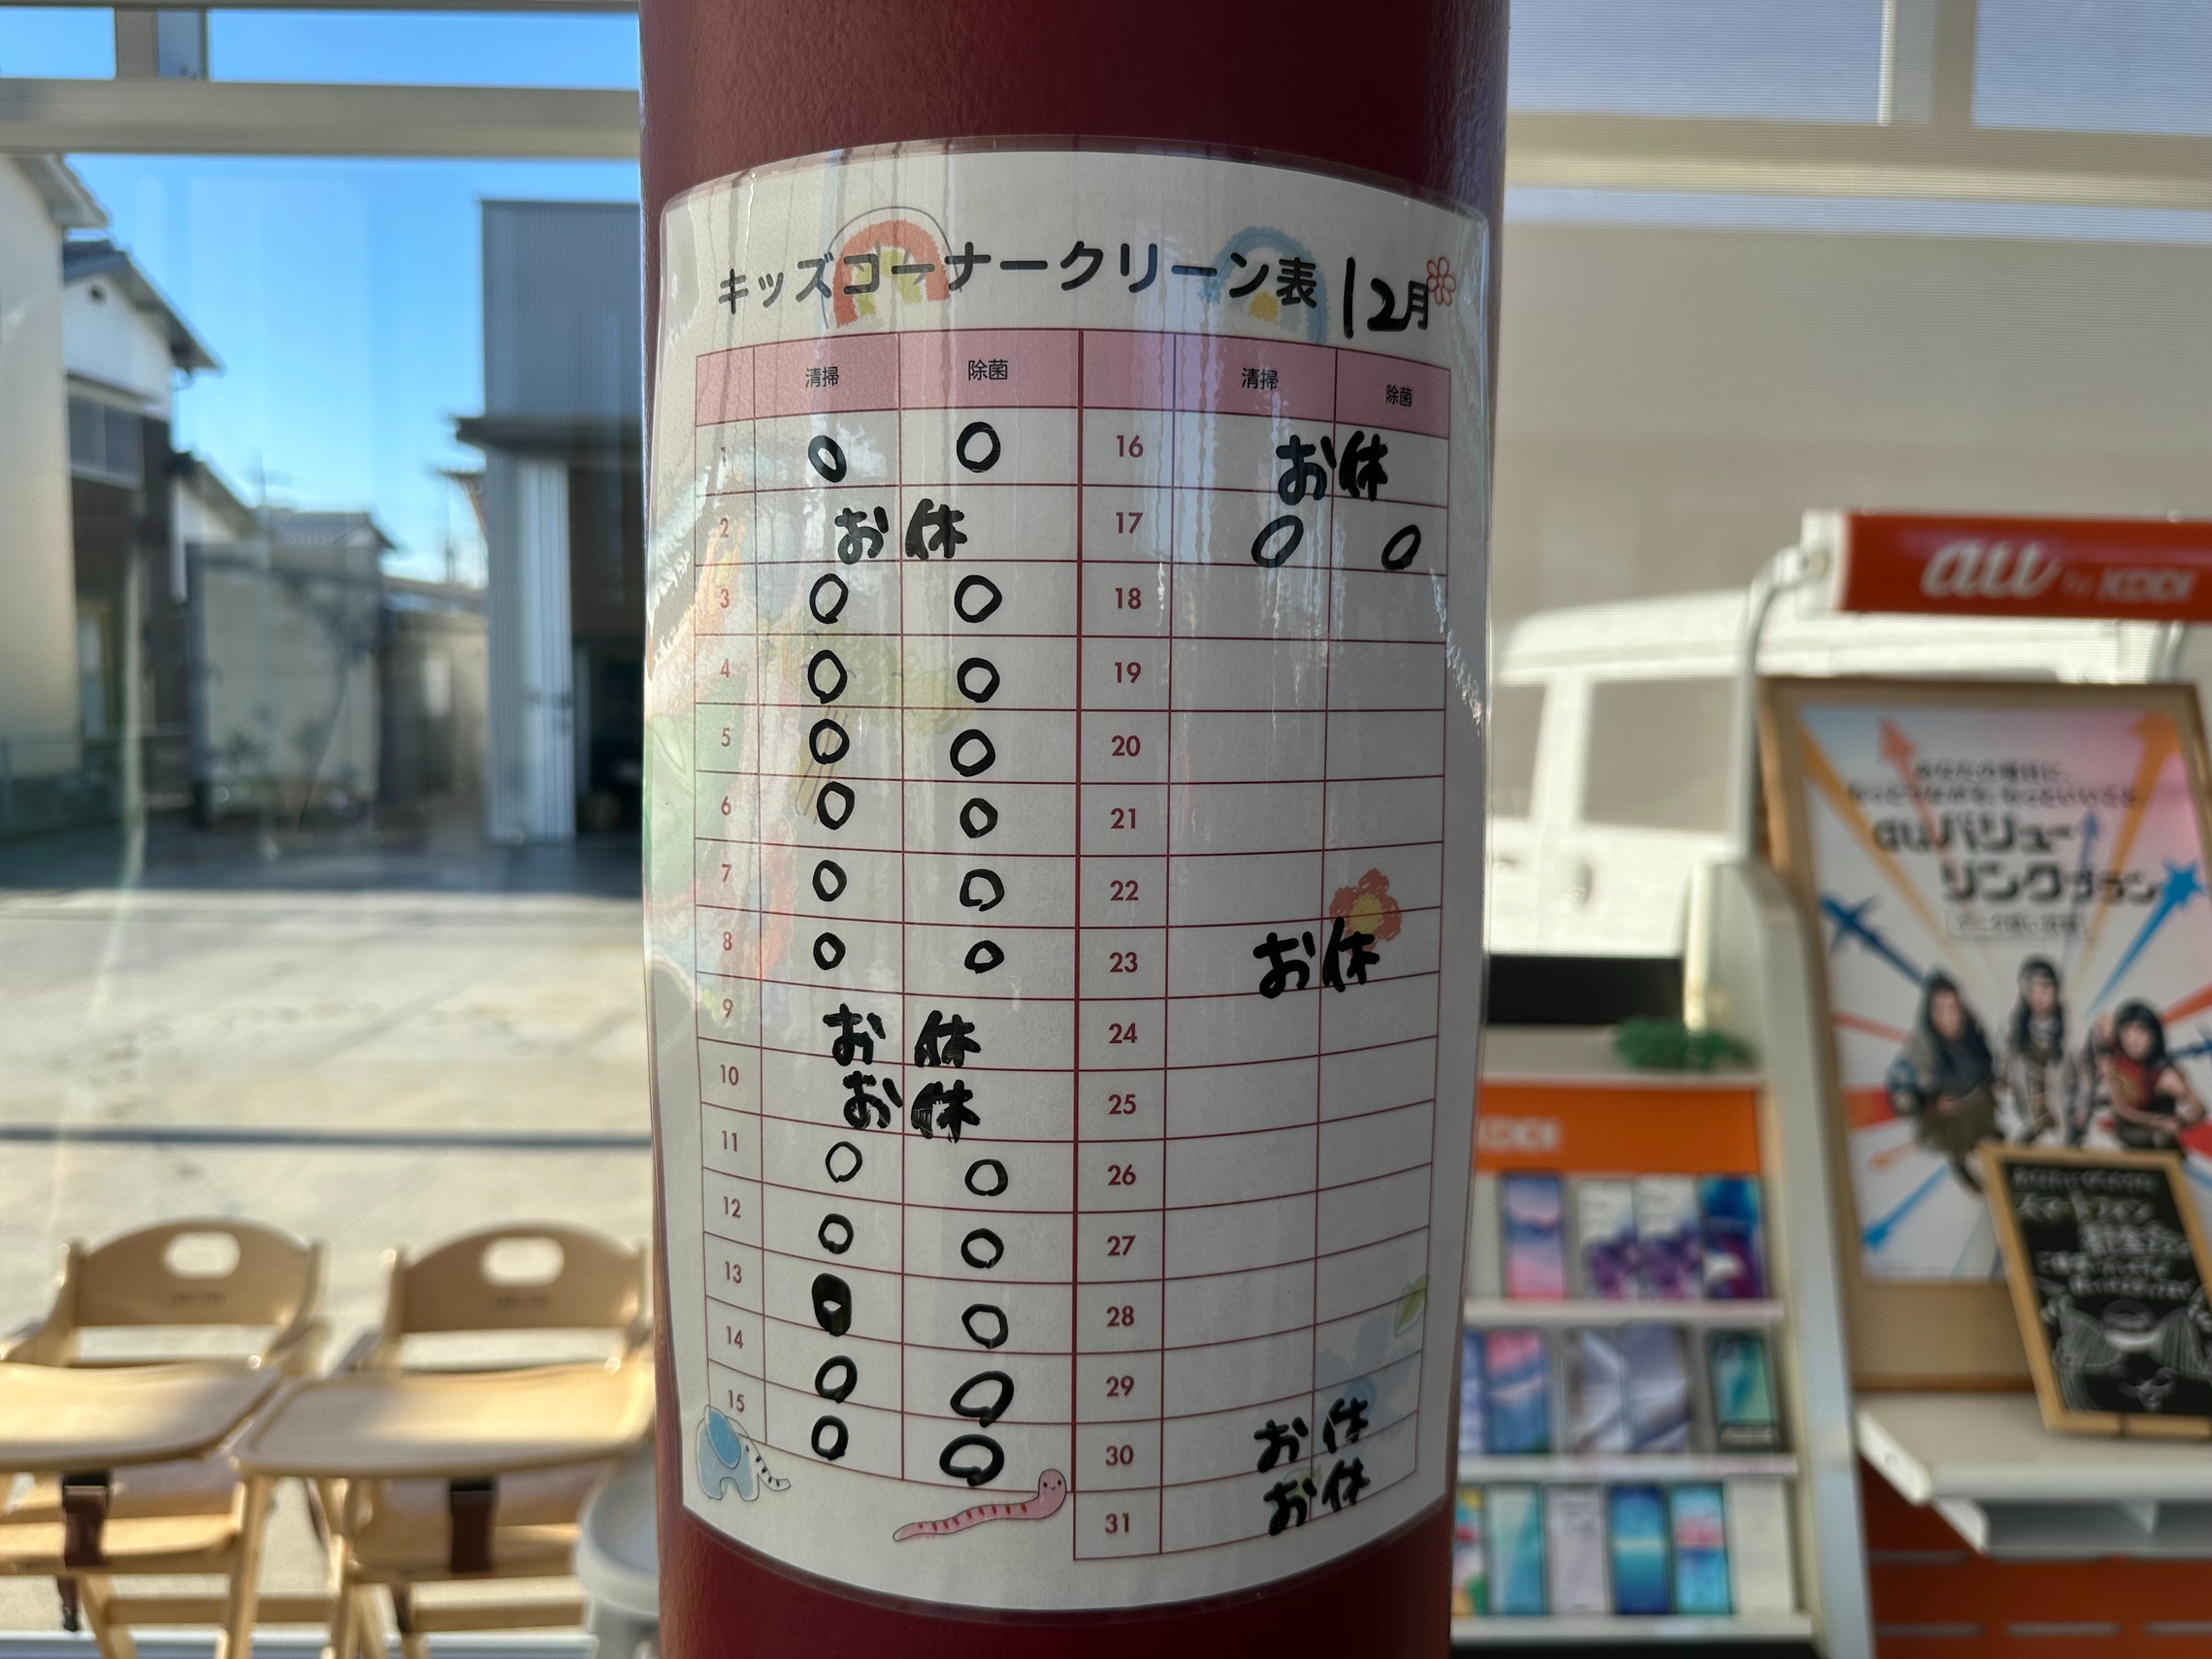 キッズコーナークリーン表 12月
清掃 除菌 清掃 除菌
1 ○ ○ 16 お休
2 お休 17 ○ ○
3 ○ ○ 18
4 ○ ○ 19
5 ○ ○ 20
6 ○ ○ 21
7 ○ ○ 22
8 ○ ○ 23 お休
9 お休 24
10 お休 25
11 ○ ○ 26
12 ○ ○ 27
13 ○ ○ 28
14 ○ ○ 29
15 ○ ○ 30 お休
31 お休
au by KDDI
auバリュー
リンクプラン
KDDI